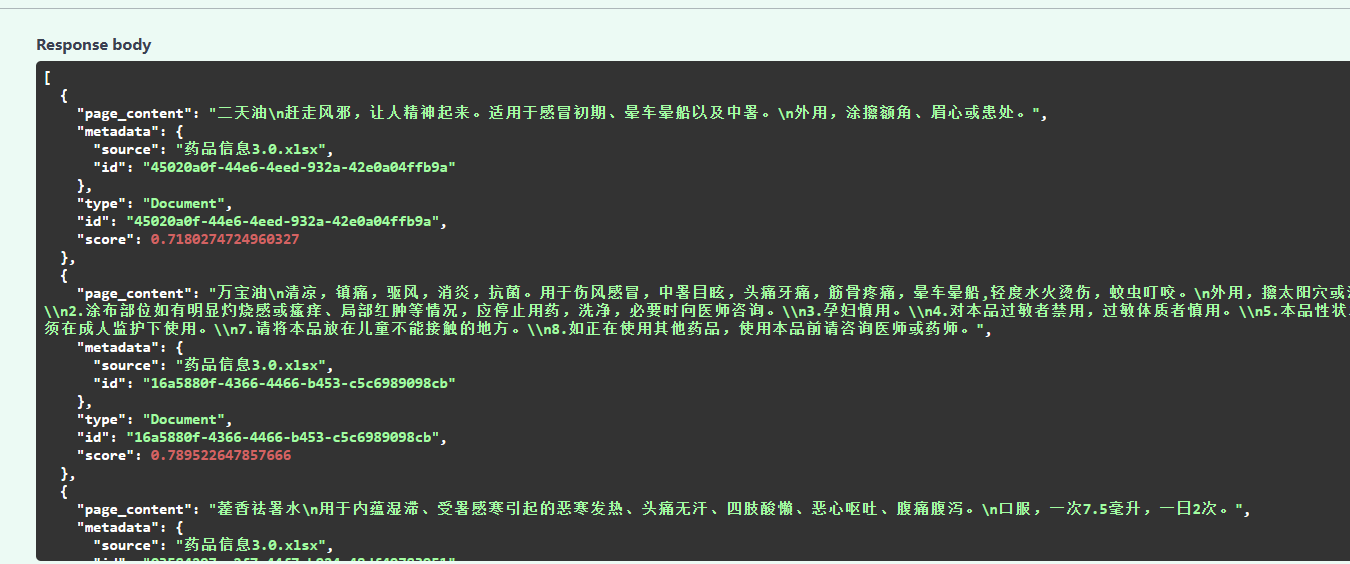 Response body
[
{
"page_content": "二天油\n赶走风邪，让人精神起来。适用于感冒初期、晕车晕船以及中署。\n外用，涂擦额角、眉心或患处。",
"metadata": {
"source": "药品信息3.0.xlsx",
"id": "45020a0f-44e6-4eed-932a-42e0a04ffb9a"
},
"type": "Document",
"id": "45020a0f-44e6-4eed-932a-42e0a04ffb9a",
"score": 0.7180274724960327
},
{
"page_content": "万宝油\n清凉，镇痛，驱风，消炎，抗菌。用于伤风感冒，中署目眩，头痛牙痛，筋骨疼痛，晕车晕船,轻度水火烫伤，蚊虫叮咬。\n外用，擦太阳穴或
\\n2.涂布部位如有明显灼烧感或瘙痒、局部红肿等情况，应停止用药，洗净，必要时向医师咨询。\\n3.孕妇慎用。\\n4.对本品过敏者禁用，过敏体质者慎用。\\n5.本品性状
须在成人监护下使用。\\n7.请将本品放在儿童不能接触的地方。\\n8.如正在使用其他药品，使用本品前请咨询医师或药师。",
"metadata": {
"source": "药品信息3.0.xlsx",
"id": "16a5880f-4366-4466-b453-c5c6989098cb"
},
"type": "Document",
"id": "16a5880f-4366-4466-b453-c5c6989098cb",
"score": 0.789522647857666
},
{
"page_content": "藿香祛署水\n用于内蕴湿滞、受署感寒引起的恶寒发热、头痛无汗、四肢酸懒、恶心呕吐、腹痛腹泻。\n口服，一次7.5毫升，一日2次。",
"metadata": {
"source": "药品信息3.0.xlsx",